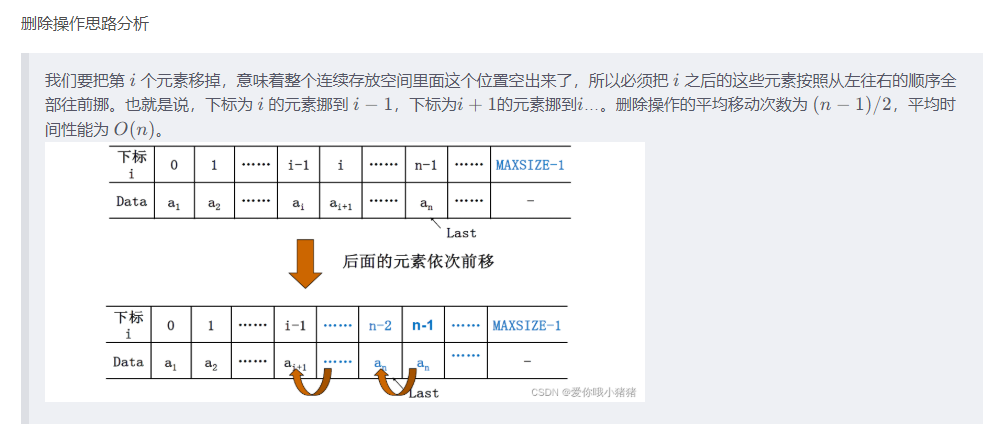 删除操作思路分析
我们要把第 i 个元素移掉，意味着整个连续存放空间里面这个位置空出来了，所以必须把 i 之后的这些元素按照从左往右的顺序全
部往前挪。也就是说，下标为 i 的元素挪到 i − 1，下标为i + 1的元素挪到i...。删除操作的平均移动次数为 (n − 1)/2，平均时
间性能为 O(n)。
下标 i 0 1 …… i-1 i …… n-1 …… MAXSIZE-1
Data a1 a2 …… ai ai+1 …… an …… -
Last
后面的元素依次前移
下标 i 0 1 …… i-1 …… n-2 n-1 …… MAXSIZE-1
Data a1 a2 …… ai+1 …… an an …… -
Last
CSDN @爱你哦小猪猪